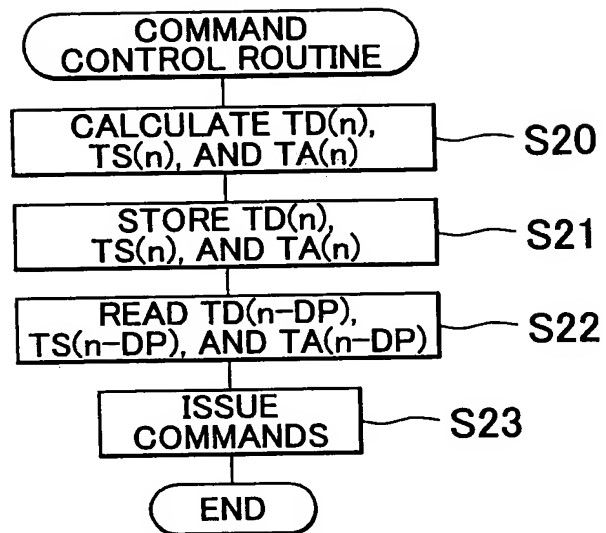 COMMAND
CONTROL ROUTINE
CALCULATE TD(n),
TS(n), AND TA(n)
S20
STORE TD(n),
TS(n), AND TA(n)
S21
READ TD(n-DP),
TS(n-DP), AND TA(n-DP)
S22
ISSUE
COMMANDS
S23
END